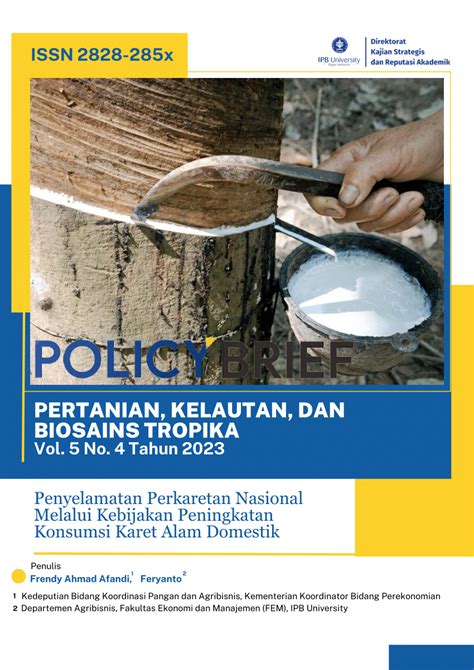 ISSN 2828-285x
IPB University
Direktorat
Kajian Strategis
dan Reputasi Akademik
POLICY BRIEF
PERTANIAN, KELAUTAN, DAN
BIOSAINS TROPIKA
Vol. 5 No. 4 Tahun 2023
Penyelamatan Perkaretan Nasional
Melalui Kebijakan Peningkatan
Konsumsi Karet Alam Domestik
Penulis
Frendy Ahmad Afandi,¹ Feryanto²
1 Kedeputian Bidang Koordinasi Pangan dan Agribisnis, Kementerian Koordinator Bidang Perekonomian
2 Departemen Agribisnis, Fakultas Ekonomi dan Manajemen (FEM), IPB University